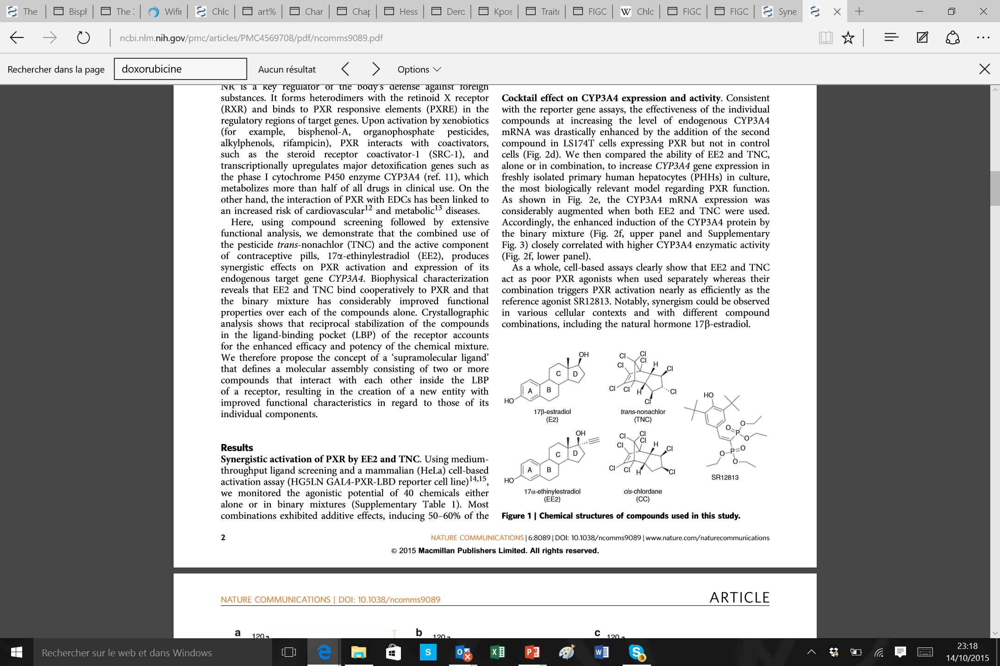 The
Bispl
The
Wifir
Chlc
art%
Char
Chap
Hess
Derc
Kpos
Traite
FIGC
W Chlc
FIGC
FIGC
Syne
ncbi.nlm.nih.gov/pmc/articles/PMC4569708/pdf/ncomms9089.pdf
Rechercher dans la page doxorubicine Aucun résultat Options
NR is a key regulator of the body's defense against foreign
substances. It forms heterodimers with the retinoid X receptor
(RXR) and binds to PXR responsive elements (PXRE) in the
regulatory regions of target genes. Upon activation by xenobiotics
(for example, bisphenol-A, organophosphate pesticides,
alkylphenols, rifampicin), PXR interacts with coactivators,
such as the steroid receptor coactivator-1 (SRC-1), and
transcriptionally upregulates major detoxification genes such as
the phase I cytochrome P450 enzyme CYP3A4 (ref. 11), which
metabolizes more than half of all drugs in clinical use. On the
other hand, the interaction of PXR with EDCs has been linked to
an increased risk of cardiovascular12 and metabolic13 diseases.
Here, using compound screening followed by extensive
functional analysis, we demonstrate that the combined use of
the pesticide trans-nonachlor (TNC) and the active component
of contraceptive pills, 17α-ethinylestradiol (EE2), produces
synergistic effects on PXR activation and expression of its
endogenous target gene CYP3A4. Biophysical characterization
reveals that EE2 and TNC bind cooperatively to PXR and that
the binary mixture has considerably improved functional
properties over each of the compounds alone. Crystallographic
analysis shows that reciprocal stabilization of the compounds
in the ligand-binding pocket (LBP) of the receptor accounts
for the enhanced efficacy and potency of the chemical mixture.
We therefore propose the concept of a ‘supramolecular ligand’
that defines a molecular assembly consisting of two or more
compounds that interact with each other inside the LBP
of a receptor, resulting in the creation of a new entity with
improved functional characteristics in regard to those of its
individual components.
Results
Synergistic activation of PXR by EE2 and TNC. Using medium-
throughput ligand screening and a mammalian (HeLa) cell-based
activation assay (HG5LN GAL4-PXR-LBD reporter cell line)14,15,
we monitored the agonistic potential of 40 chemicals either
alone or in binary mixtures (Supplementary Table 1). Most
combinations exhibited additive effects, inducing 50–60% of the
Cocktail effect on CYP3A4 expression and activity. Consistent
with the reporter gene assays, the effectiveness of the individual
compounds at increasing the level of endogenous CYP3A4
mRNA was drastically enhanced by the addition of the second
compound in LS174T cells expressing PXR but not in control
cells (Fig. 2d). We then compared the ability of EE2 and TNC,
alone or in combination, to increase CYP3A4 gene expression in
freshly isolated primary human hepatocytes (PHHs) in culture,
the most biologically relevant model regarding PXR function.
As shown in Fig. 2e, the CYP3A4 mRNA expression was
considerably augmented when both EE2 and TNC were used.
Accordingly, the enhanced induction of the CYP3A4 protein by
the binary mixture (Fig. 2f, upper panel and Supplementary
Fig. 3) closely correlated with higher CYP3A4 enzymatic activity
(Fig. 2f, lower panel).
As a whole, cell-based assays clearly show that EE2 and TNC
act as poor PXR agonists when used separately whereas their
combination triggers PXR activation nearly as efficiently as the
reference agonist SR12813. Notably, synergism could be observed
in various cellular contexts and with different compound
combinations, including the natural hormone 17β-estradiol.
OH
C D
A B
HO
17β-estradiol
(E2)
Cl Cl
Cl Cl
H Cl
Cl Cl H Cl
Cl
trans-nonachlor
(TNC)
HO
O O
P
O
O P O
O
SR12813
OH
C D
A B
HO
17α-ethinylestradiol
(EE2)
Cl Cl
Cl Cl
H Cl
Cl Cl H Cl
cis-chlordane
(CC)
Figure 1 | Chemical structures of compounds used in this study.
2
NATURE COMMUNICATIONS | 6:8089 | DOI: 10.1038/ncomms9089 | www.nature.com/naturecommunications
© 2015 Macmillan Publishers Limited. All rights reserved.
NATURE COMMUNICATIONS | DOI: 10.1038/ncomms9089
ARTICLE
a 120
b 120
c 120
Rechercher sur le web et dans Windows
23:18
14/10/2015